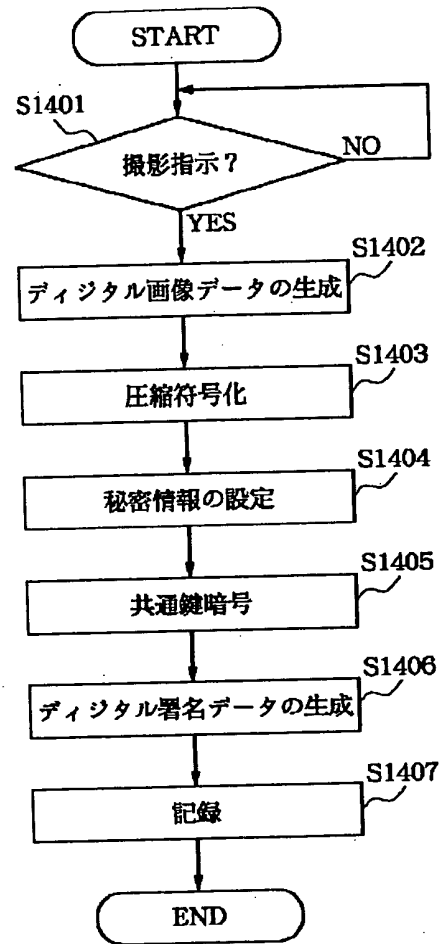 START
S1401
撮影指示?
NO
YES
S1402
ディジタル画像データの生成
S1403
圧縮符号化
S1404
秘密情報の設定
S1405
共通鍵暗号
S1406
ディジタル署名データの生成
S1407
記録
END